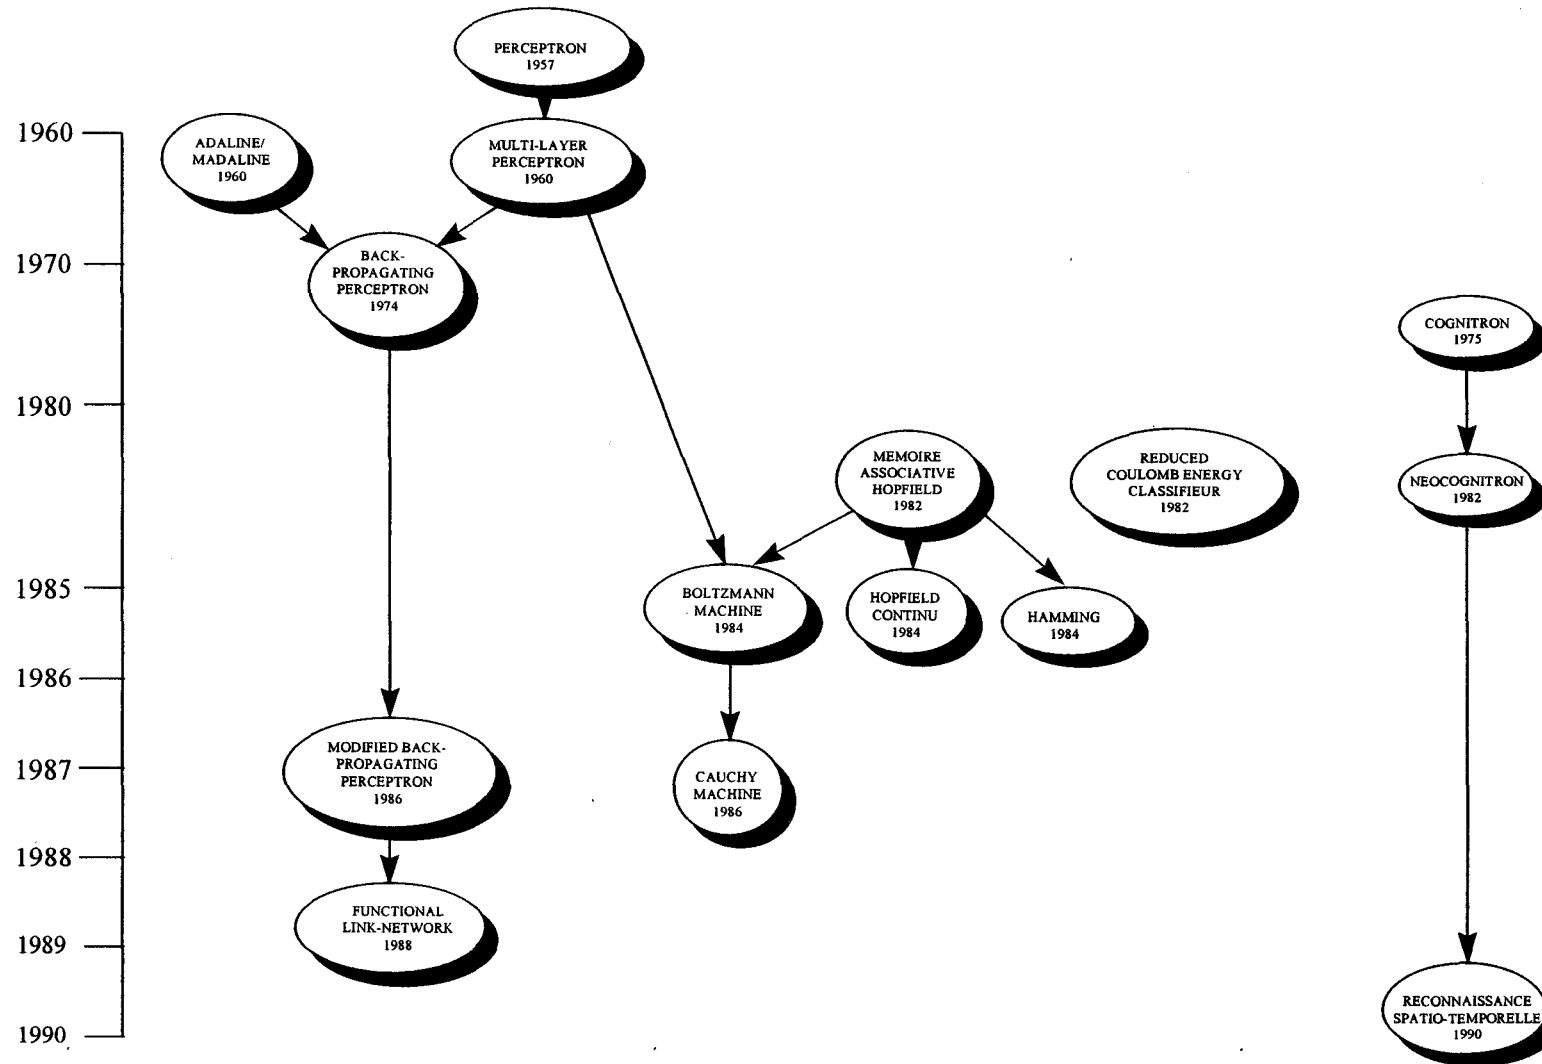 PERCEPTRON
1957
1960
ADALINE/
MADALINE
1960
MULTI-LAYER
PERCEPTRON
1960
1970
BACK-
PROPAGATING
PERCEPTRON
1974
COGNITRON
1975
1980
MEMOIRE
ASSOCIATIVE
HOPFIELD
1982
REDUCED
COULOMB ENERGY
CLASSIFIEUR
1982
NEOCOGNITRON
1982
1985
BOLTZMANN
MACHINE
1984
HOPFIELD
CONTINU
1984
HAMMING
1984
1986
MODIFIED BACK-
PROPAGATING
PERCEPTRON
1986
1987
CAUCHY
MACHINE
1986
1988
FUNCTIONAL
LINK-NETWORK
1988
1989
RECONNAISSANCE
SPATIO-TEMPORELLE
1990
1990